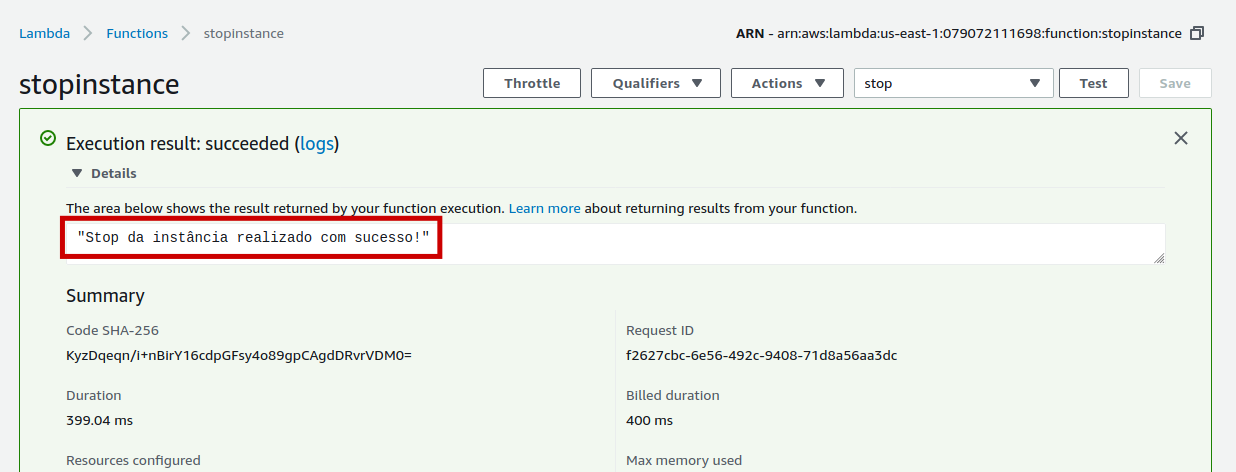 Lambda > Functions > stopinstance
ARN - arn:aws:lambda:us-east-1:079072111698:function:stopinstance
stopinstance
Throttle Qualifiers Actions stop Test Save
Execution result: succeeded (logs)
Details
The area below shows the result returned by your function execution. Learn more about returning results from your function.
"Stop da instância realizado com sucesso!"
Summary
Code SHA-256
KyzDqeqn/i+nBirY16cdpGFsy4o89gpCAgdDRvrVDM0=
Request ID
f2627cbc-6e56-492c-9408-71d8a56aa3dc
Duration
399.04 ms
Billed duration
400 ms
Resources configured
Max memory used